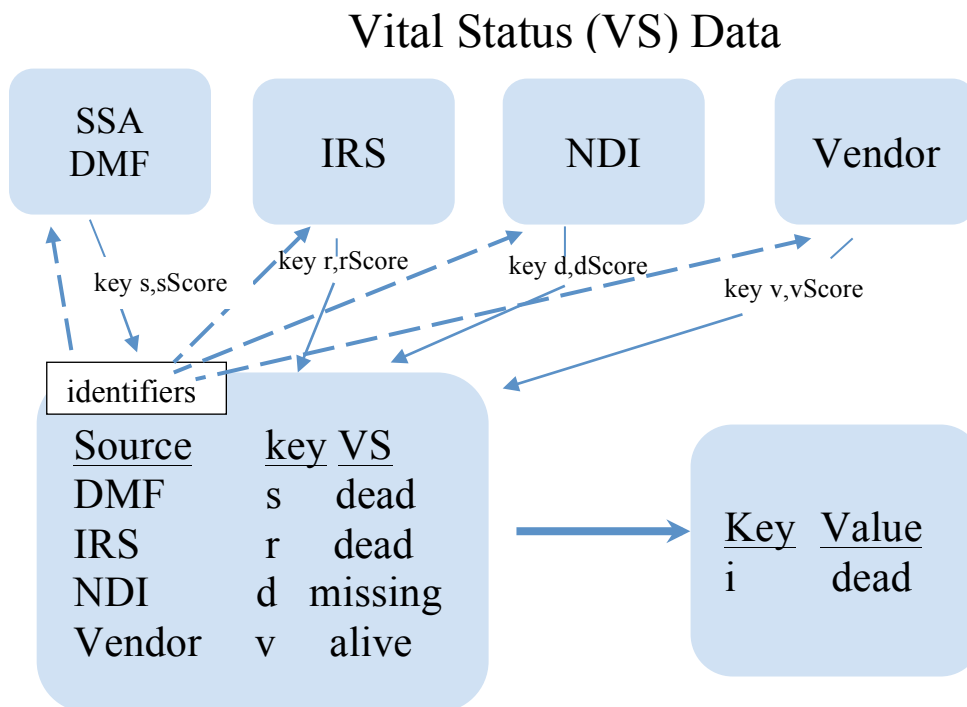 Vital Status (VS) Data
SSA
DMF
IRS
NDI
Vendor
key s,sScore
key r,rScore
key d,dScore
key v,vScore
identifiers
Source key VS
DMF s dead
IRS r dead
NDI d missing
Vendor v alive
Key Value
i dead